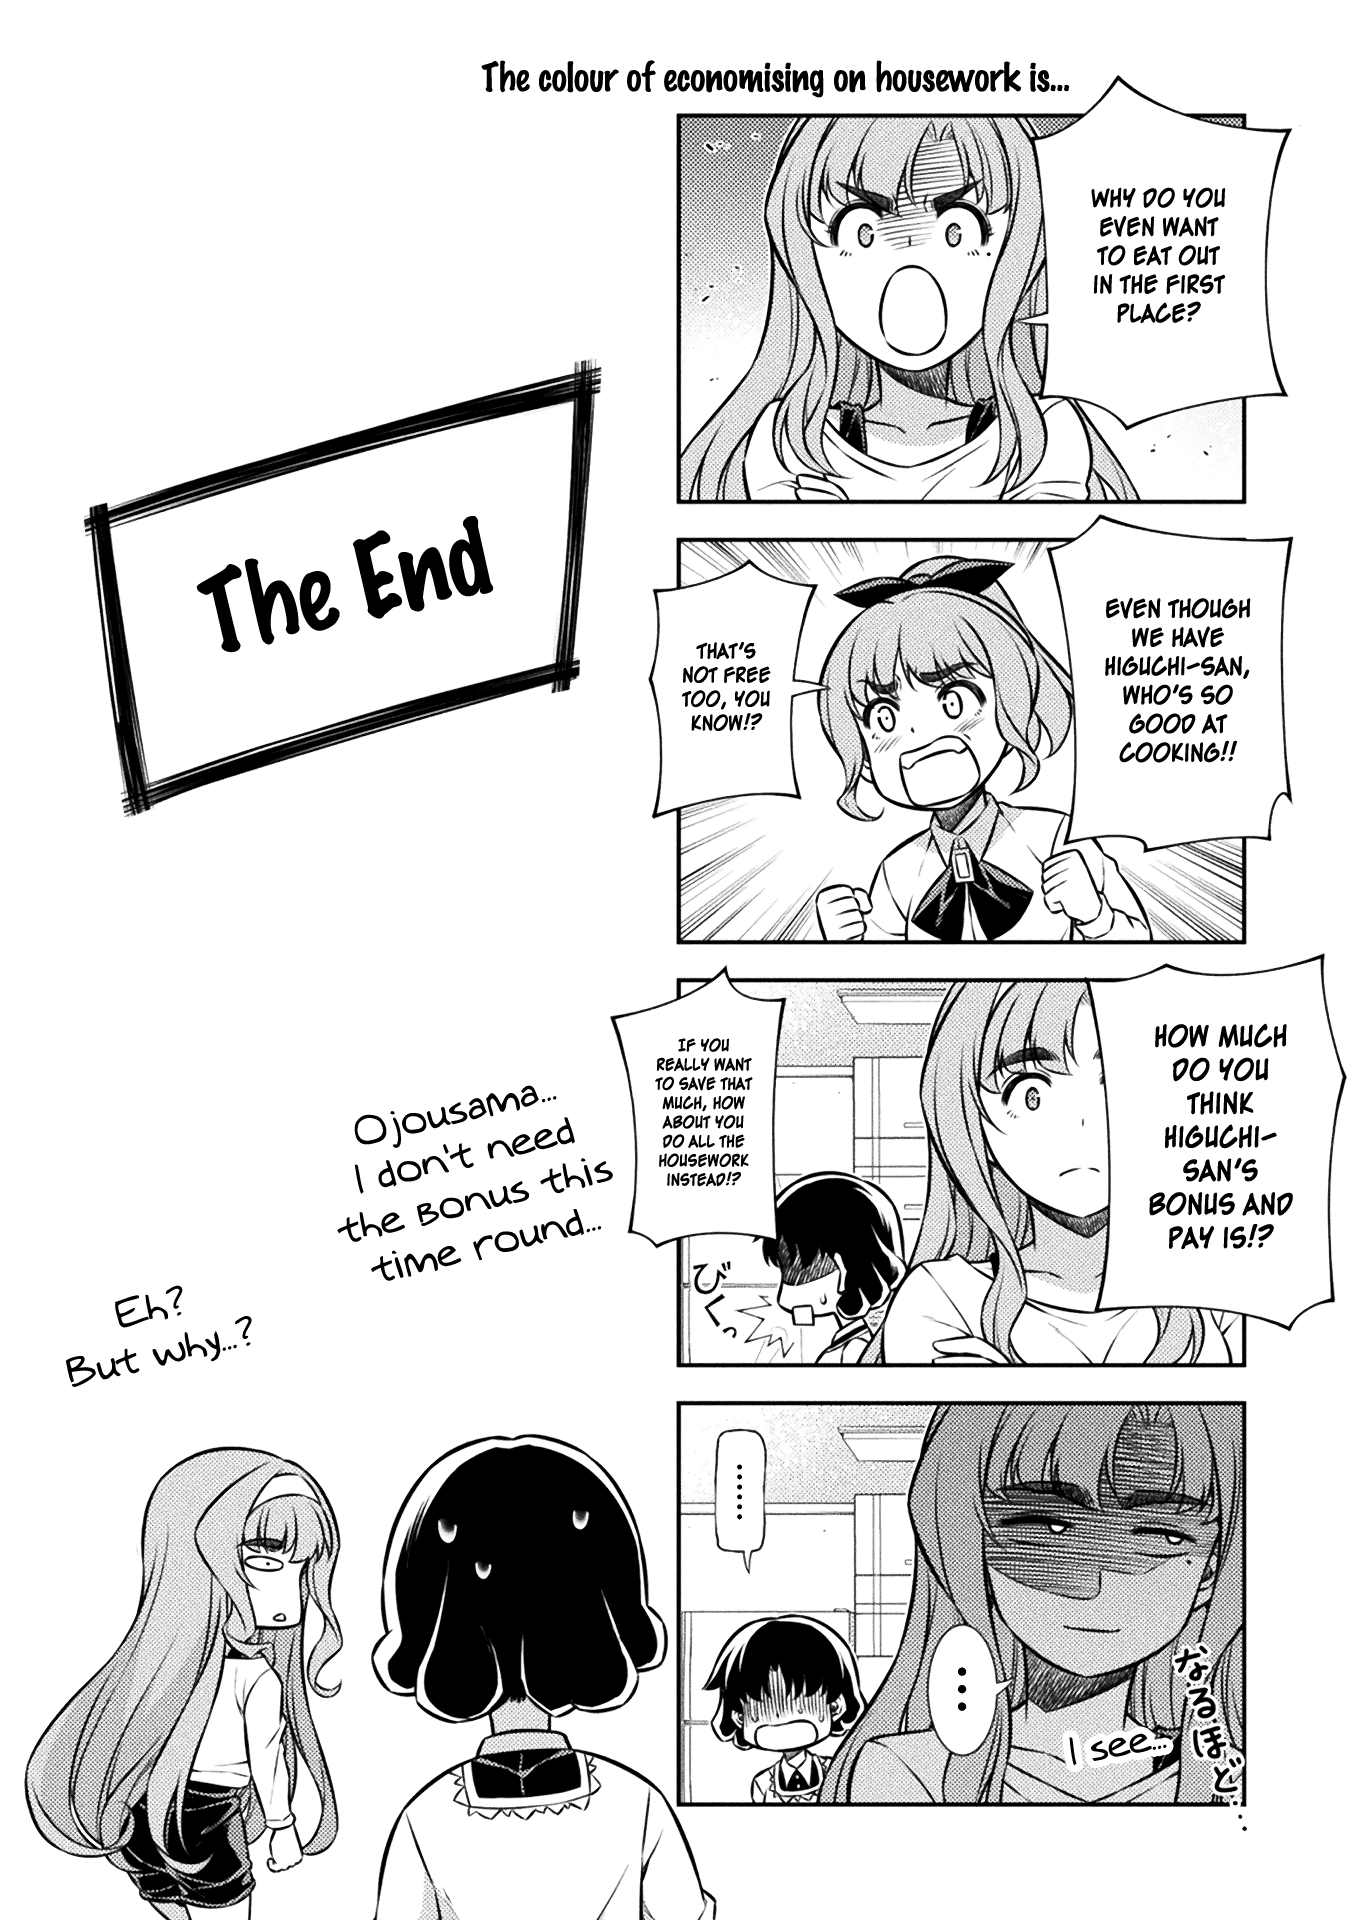 The colour of economising on housework is...
WHY DO YOU
EVEN WANT
TO EAT OUT
IN THE FIRST
PLACE?
EVEN THOUGH
WE HAVE
HIGUCHI-SAN,
WHO'S SO
GOOD AT
COOKING!!
THAT'S
NOT FREE
TOO, YOU
KNOW!?
HOW MUCH
DO YOU
THINK
HIGUCHI-
SAN'S
BONUS AND
PAY IS!?
IF YOU
REALLY WANT
TO SAVE THAT
MUCH, HOW
ABOUT YOU
DO ALL THE
HOUSEWORK
INSTEAD!?
びくっ
...
なるほど...
I see...
......
The End
Ojousama...
I don't need
the Bonus this
time round...
Eh?
But why...?